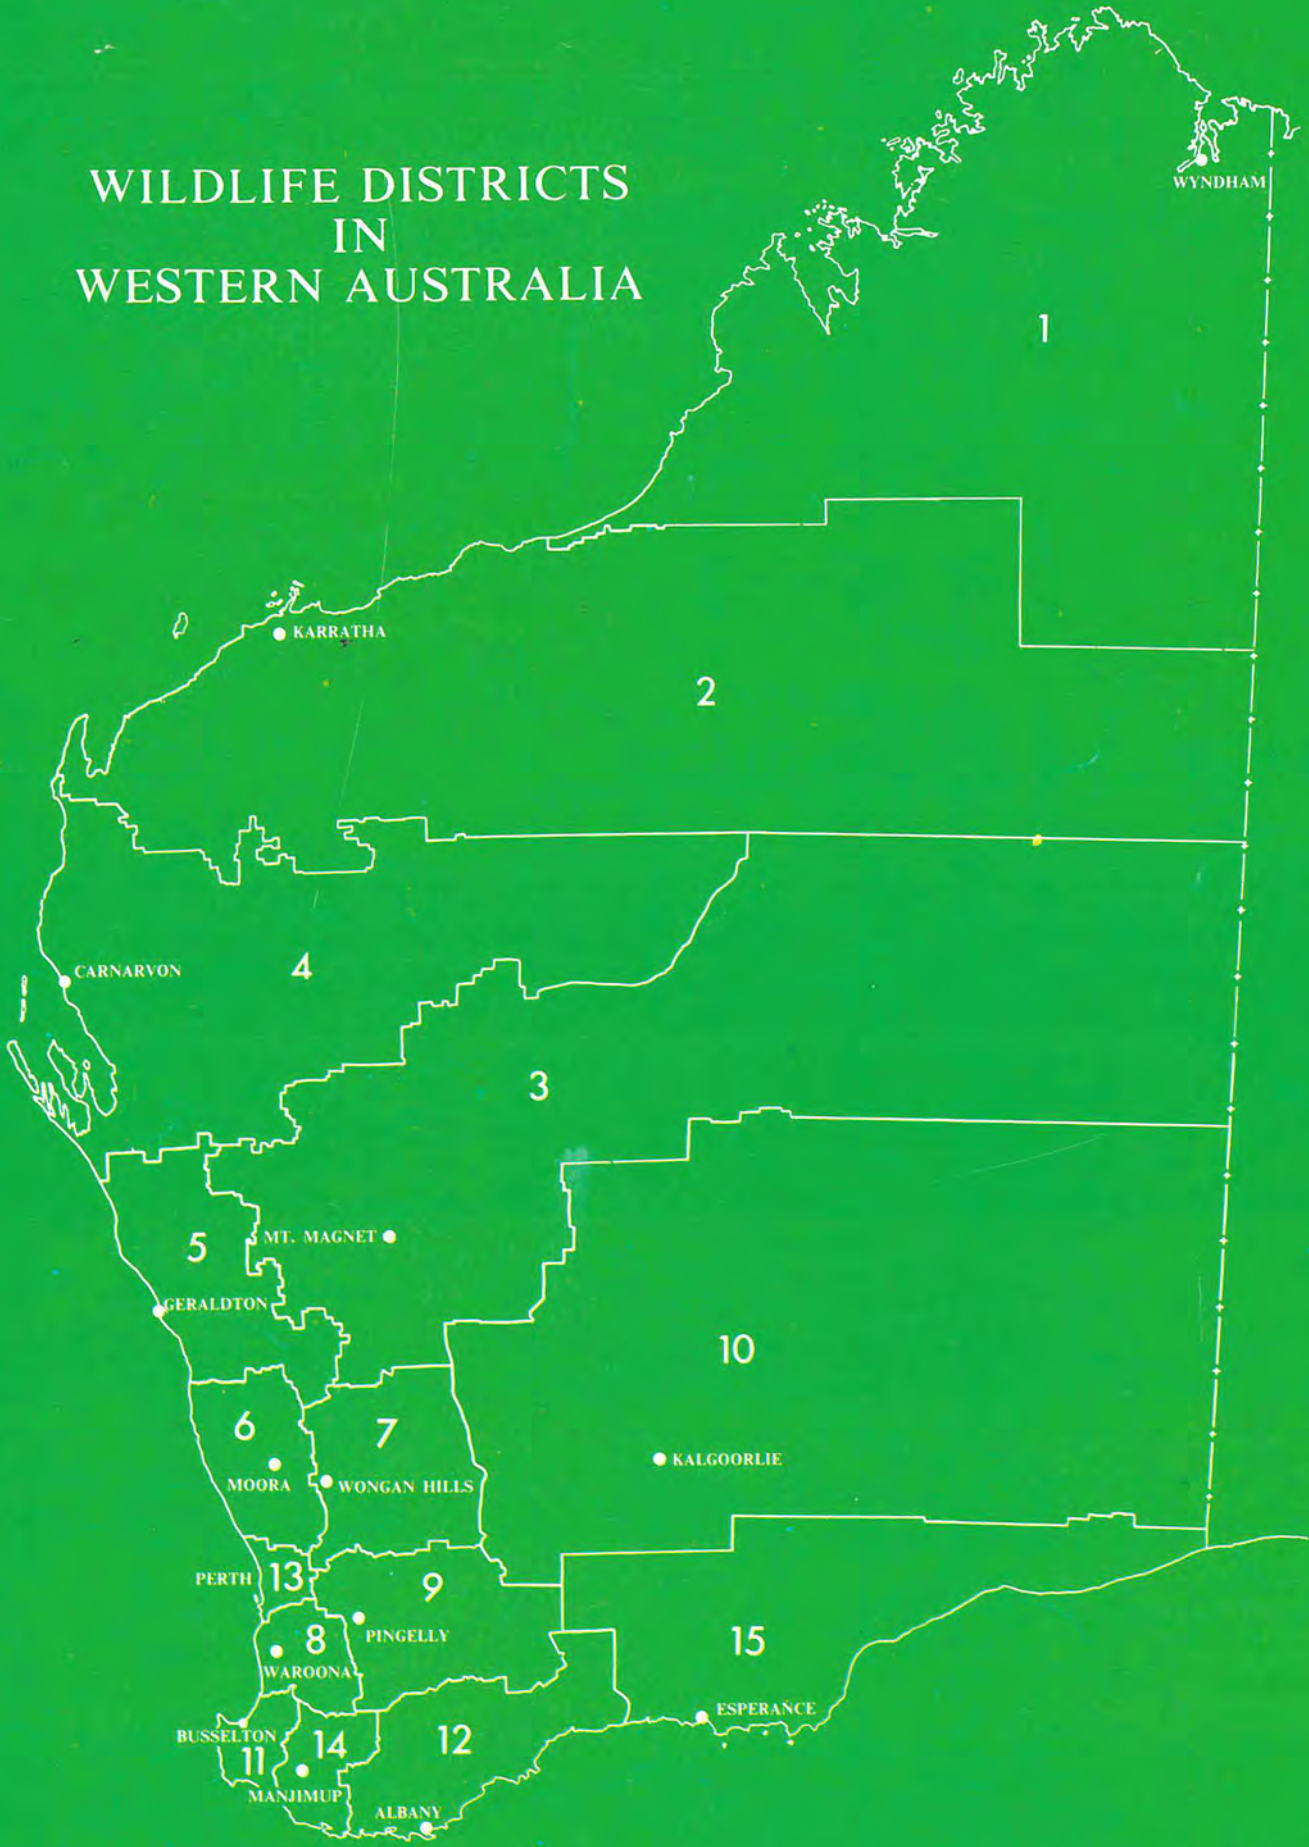 WILDLIFE DISTRICTS
IN
WESTERN AUSTRALIA
WYNDHAM
1
KARRATHA
2
CARNARVON
4
3
5
MT. MAGNET
GERALDTON
10
6
7
KALGOORLIE
MOORA
WONGAN HILLS
PERTH
13
9
8
PINGELLY
15
WAROONA
ESPERANCE
BUSSELTON
14
12
11
MANJIMUP
ALBANY